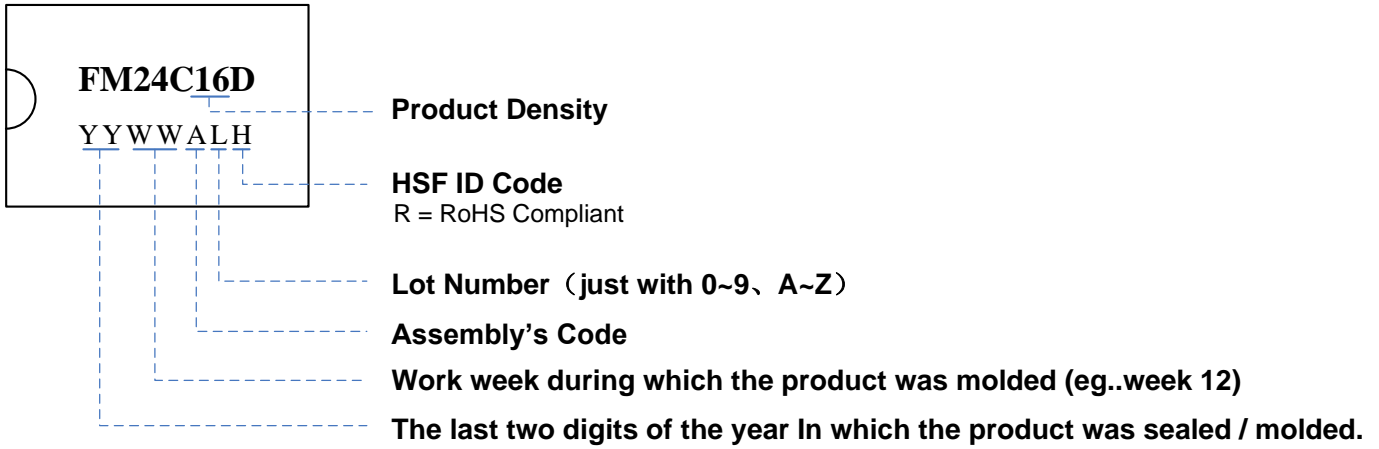 FM24C16D
YYWWALH
Product Density
HSF ID Code
R = RoHS Compliant
Lot Number（just with 0~9、A~Z）
Assembly’s Code
Work week during which the product was molded (eg..week 12)
The last two digits of the year In which the product was sealed / molded.